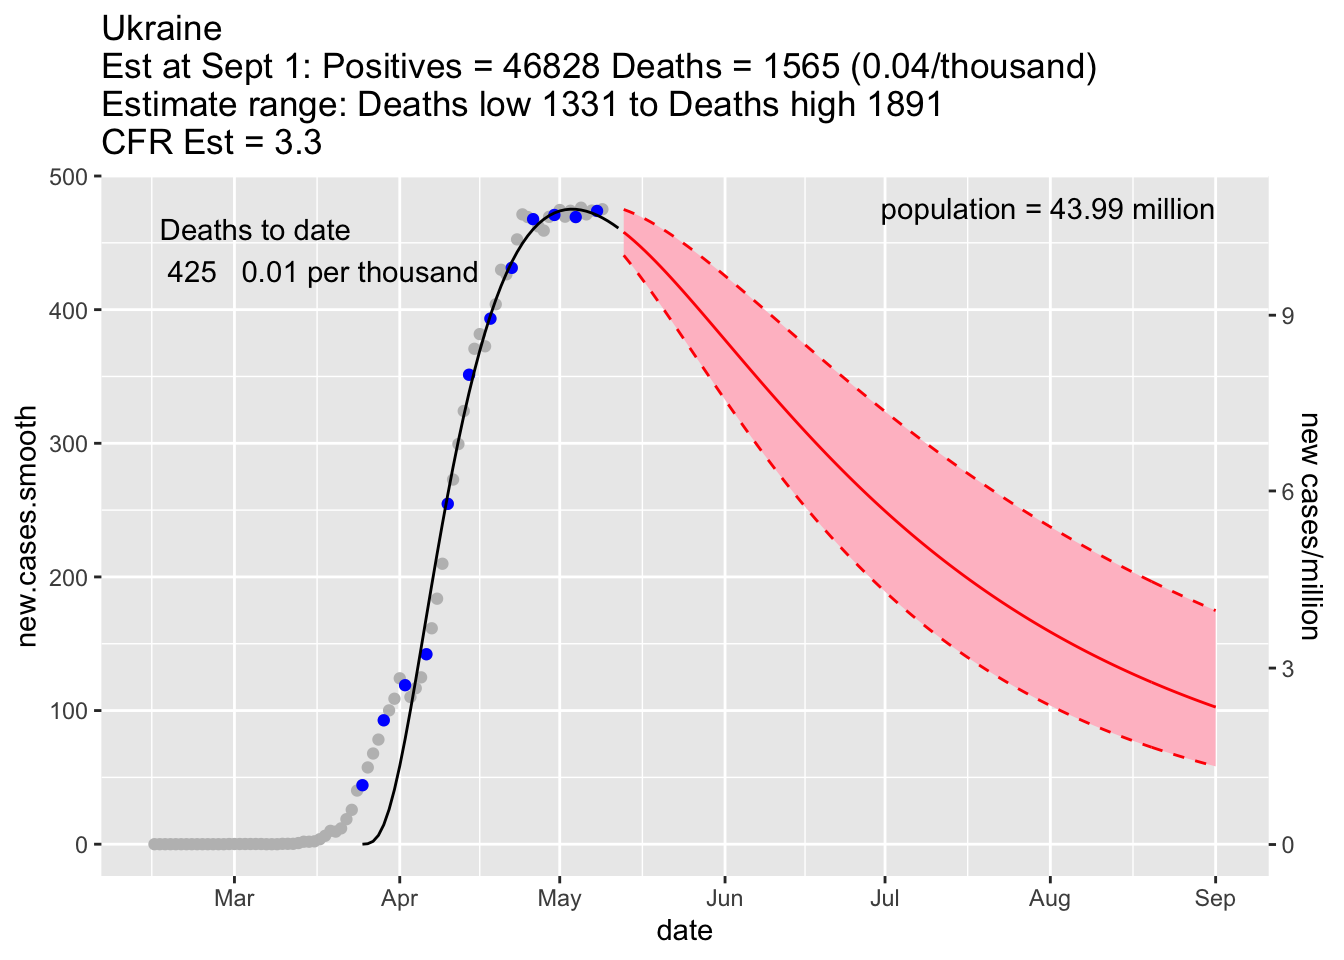 Ukraine
Est at Sept 1: Positives = 46828 Deaths = 1565 (0.04/thousand)
Estimate range: Deaths low 1331 to Deaths high 1891
CFR Est = 3.3
population = 43.99 million
Deaths to date
425 0.01 per thousand
new.cases.smooth
500
400
300
200
100
0
new cases/million
9
6
3
0
Mar Apr May Jun Jul Aug Sep
date